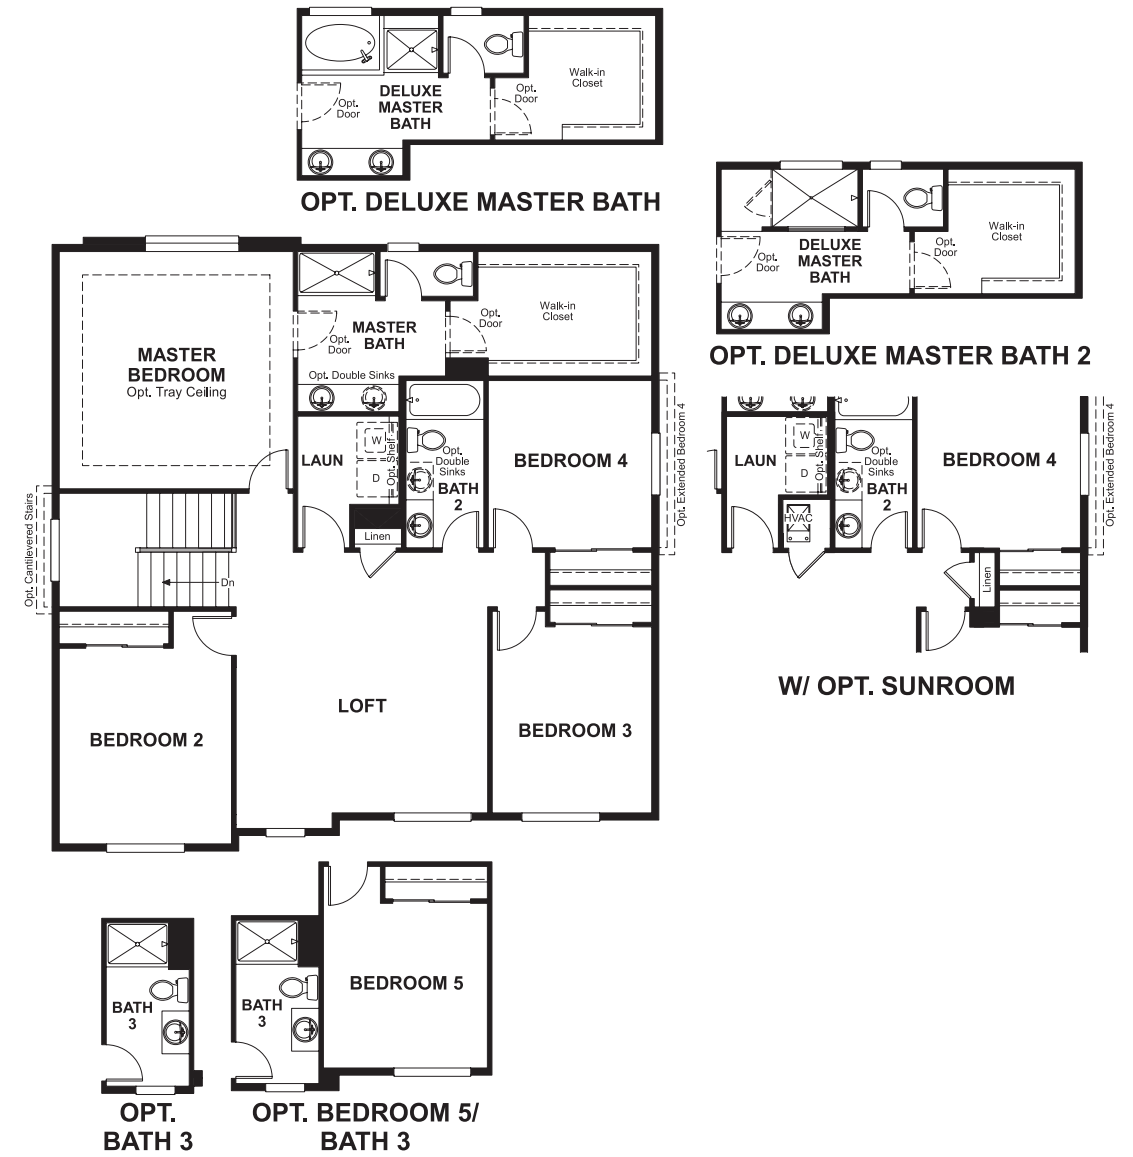 Walk-in
Closet
Opt.
Door
DELUXE
MASTER
BATH
Opt.
Door
OPT. DELUXE MASTER BATH
Walk-in
Closet
DELUXE
MASTER
BATH
Opt.
Door
Opt.
Door
OPT. DELUXE MASTER BATH 2
MASTER
BEDROOM
Opt. Tray Ceiling
MASTER
BATH
Opt.
Door
Opt.
Door
Walk-in
Closet
Opt. Double Sinks
LAUN
W
D
Opt. Shelf
Opt.
Double
Sinks
BATH
2
BEDROOM 4
Opt. Extended Bedroom 4
Linen
Opt. Cantilevered Stairs
Dn
LOFT
BEDROOM 2
BEDROOM 3
LAUN
W
D
Opt. Shelf
HVAC
Opt.
Double
Sinks
BATH
2
BEDROOM 4
Opt. Extended Bedroom 4
Linen
W/ OPT. SUNROOM
BATH
3
OPT.
BATH 3
BATH
3
BEDROOM 5
OPT. BEDROOM 5/
BATH 3